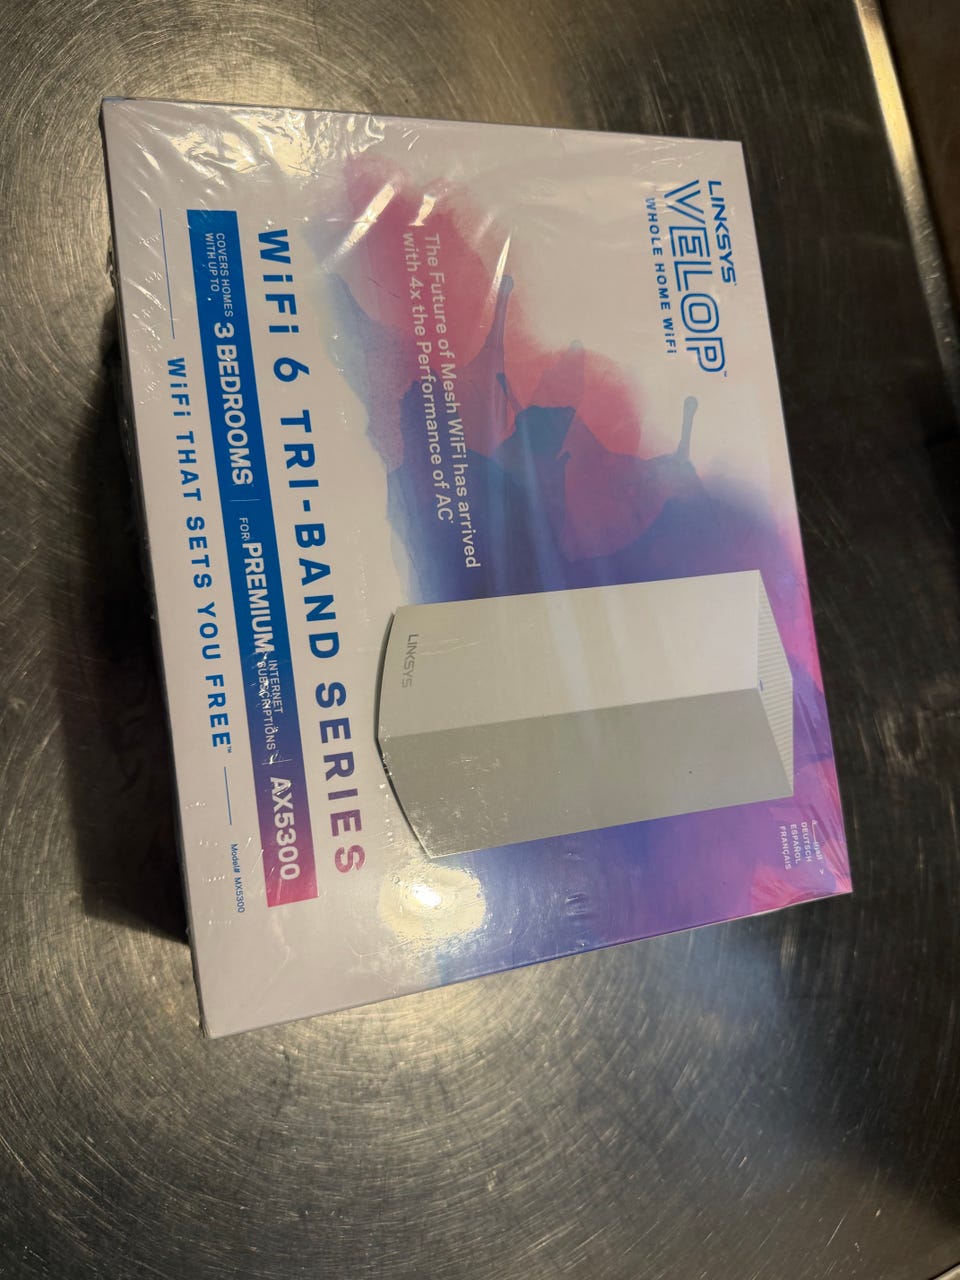 LINKSYS
VELOP™
WHOLE HOME WiFi
The Future of Mesh WiFi has arrived
with 4x the Performance of AC*
LINKSYS
DEUTSCH
ESPAÑOL
FRANÇAIS
WiFi 6 TRI-BAND SERIES
COVERS HOMES
WITH UP TO
3 BEDROOMS
FOR PREMIUM INTERNET
SUBSCRIPTIONS
AX5300
WiFi THAT SETS YOU FREE™
Model# MX5300